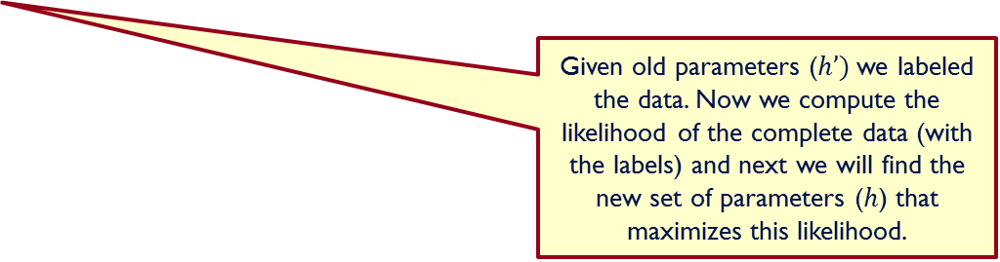 Given old parameters (h’) we labeled
the data. Now we compute the
likelihood of the complete data (with
the labels) and next we will find the
new set of parameters (h) that
maximizes this likelihood.